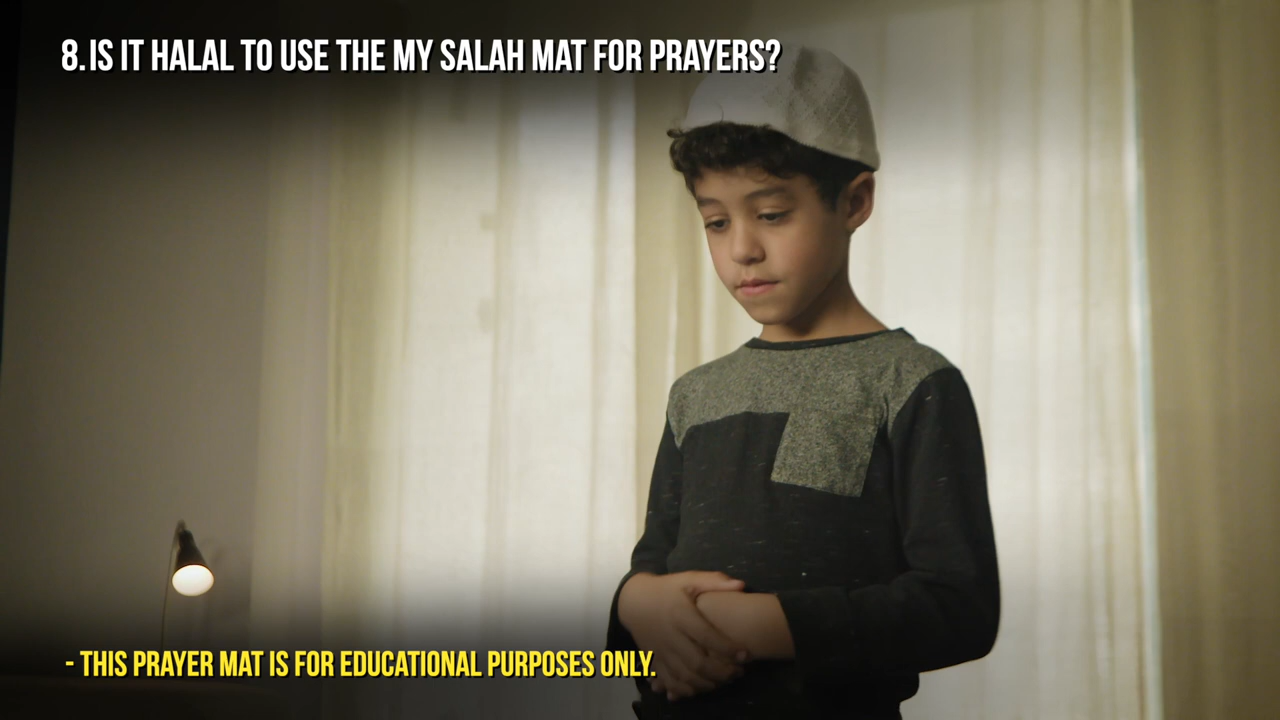 8. IS IT HALAL TO USE THE MY SALAH MAT FOR PRAYERS?
- THIS PRAYER MAT IS FOR EDUCATIONAL PURPOSES ONLY.